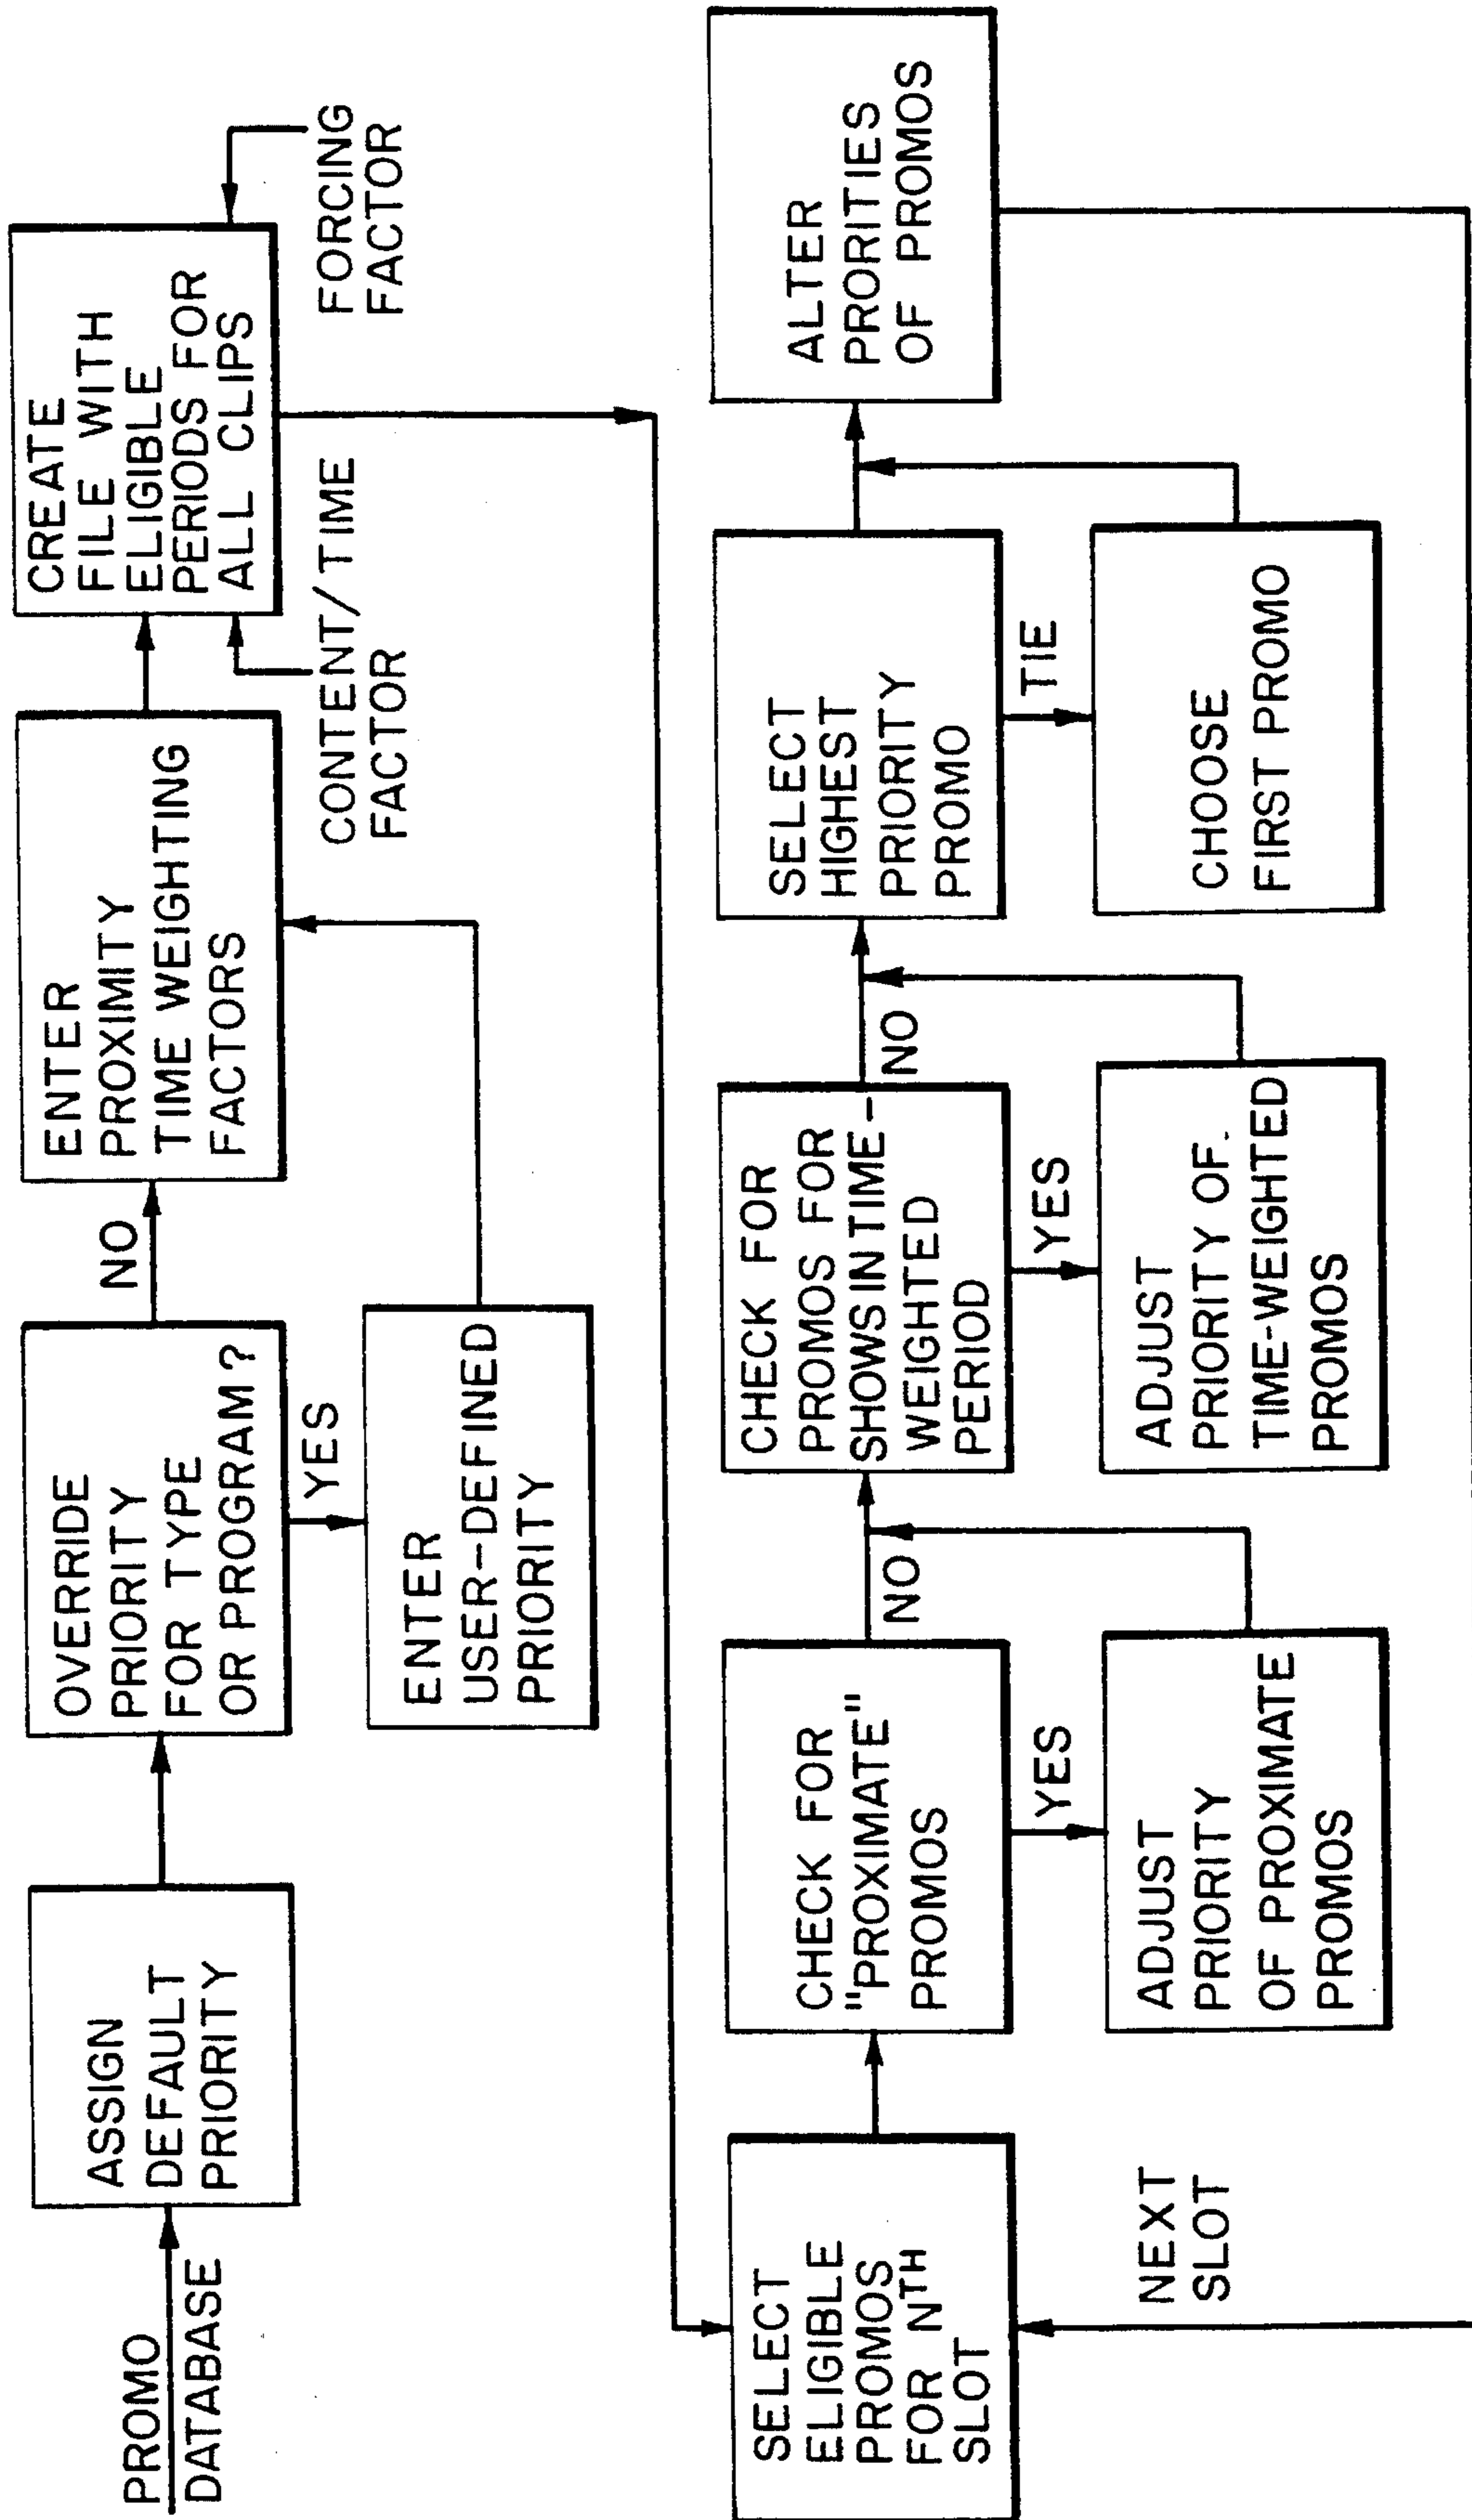 PROMO
DATABASE
ASSIGN
DEFAULT
PRIORITY
OVERRIDE
PRIORITY
FOR TYPE
OR PROGRAM?
YES
NO
ENTER
USER-DEFINED
PRIORITY
ENTER
PROXIMITY
TIME WEIGHTING
FACTORS
CONTENT/TIME
FACTOR
CREATE
FILE WITH
ELIGIBLE
PERIODS FOR
ALL CLIPS
FORCING
FACTOR
SELECT
ELIGIBLE
PROMOS
FOR NTH
SLOT
NEXT
SLOT
CHECK FOR
"PROXIMATE"
PROMOS
YES
NO
ADJUST
PRIORITY
OF PROXIMATE
PROMOS
CHECK FOR
PROMOS FOR
SHOWS IN TIME-
WEIGHTED
PERIOD
YES
NO
ADJUST
PRIORITY OF
TIME-WEIGHTED
PROMOS
SELECT
HIGHEST
PRIORITY
PROMO
TIE
CHOOSE
FIRST PROMO
ALTER
PRORITIES
OF PROMOS